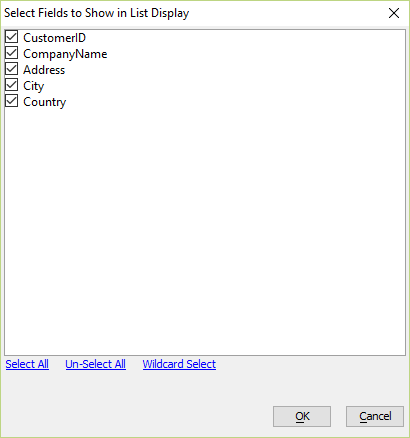 Select Fields to Show in List Display
CustomerID
CompanyName
Address
City
Country
Select All Un-Select All Wildcard Select
OK Cancel